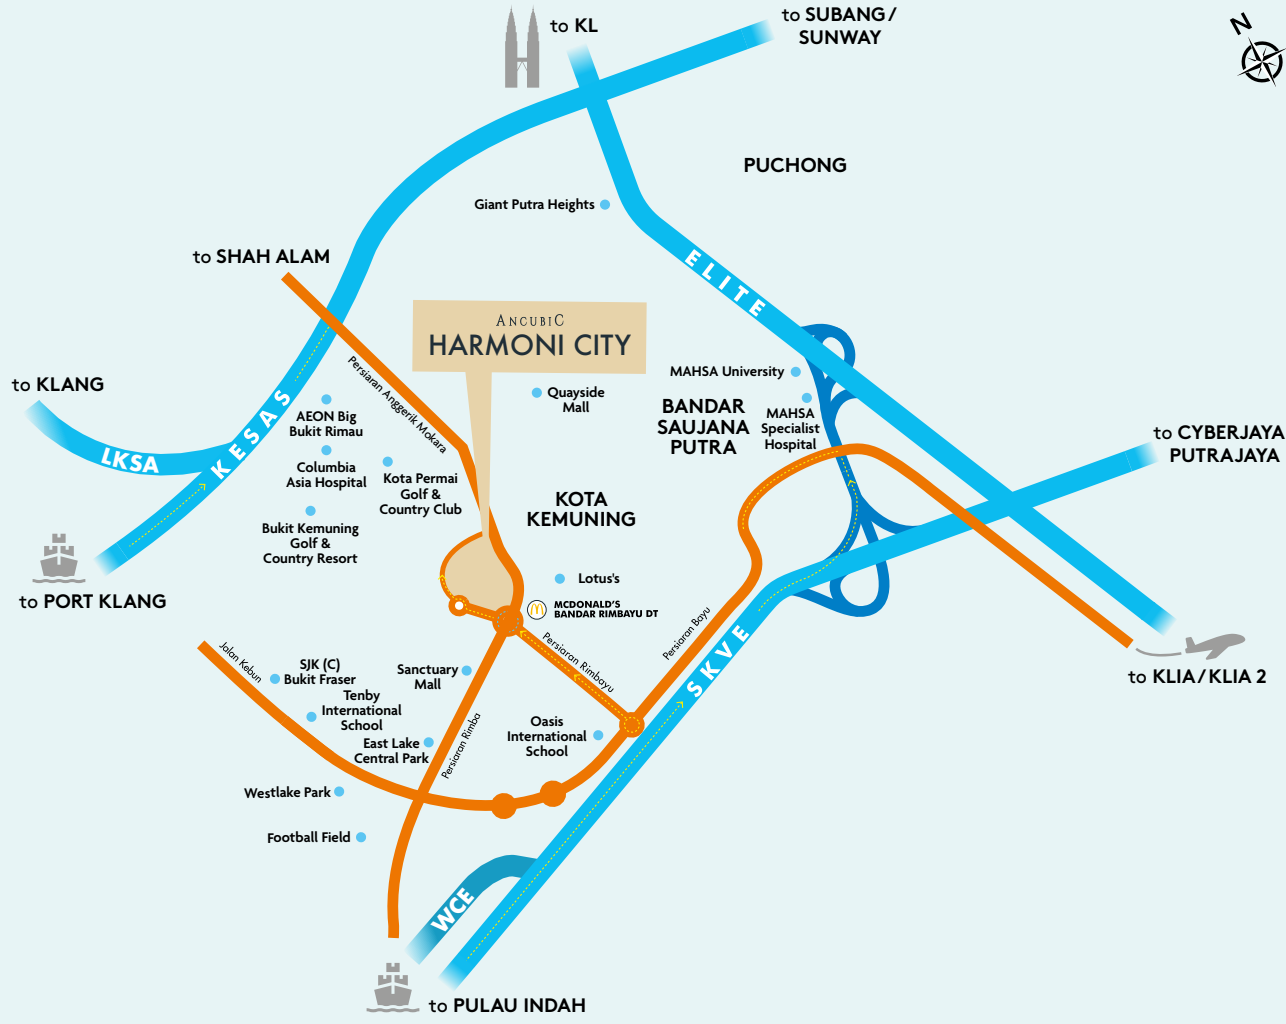 to KL
to SUBANG /
SUNWAY
N
PUCHONG
Giant Putra Heights
to SHAH ALAM
ELITE
ANCUBIC
HARMONI CITY
Persiaran Anggerik Mokara
to KLANG
LKSA
KESAS
AEON Big
Bukit Rimau
Columbia
Asia Hospital
Kota Permai
Golf &
Country Club
Bukit Kemuning
Golf &
Country Resort
Quayside
Mall
MAHSA University
BANDAR
SAUJANA
PUTRA
MAHSA
Specialist
Hospital
to CYBERJAYA
PUTRAJAYA
KOTA
KEMUNING
to PORT KLANG
Lotus's
MCDONALD'S
BANDAR RIMBAYU DT
Persiaran Rimbayu
Persiaran Bayu
SKVE
to KLIA / KLIA 2
Jalan Kebun
SJK (C)
Bukit Fraser
Tenby
International
School
Sanctuary
Mall
East Lake
Central Park
Persiaran Rimba
Oasis
International
School
Westlake Park
Football Field
WCE
to PULAU INDAH